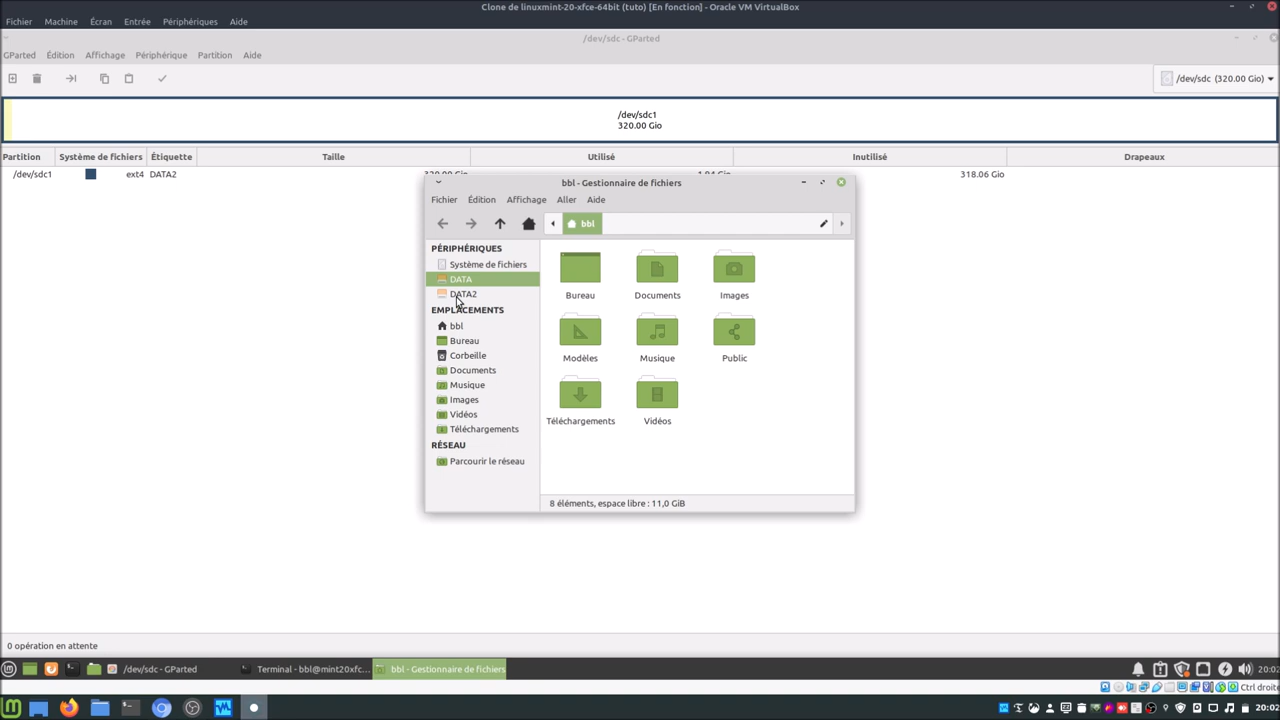 Clone de linuxmint-20-xfce-64bit (tuto) [En fonction] - Oracle VM VirtualBox
Fichier Machine Écran Entrée Périphériques Aide
/dev/sdc - GParted
GParted Édition Affichage Périphérique Partition Aide
/dev/sdc (320.00 Gio)
/dev/sdc1
320.00 Gio
Partition Système de fichiers Étiquette Taille Utilisé Inutilisé Drapeaux
/dev/sdc1 ext4 DATA2 318.06 Gio
bbl - Gestionnaire de fichiers
Fichier Édition Affichage Aller Aide
bbl
PÉRIPHÉRIQUES
Système de fichiers
DATA
DATA2
EMPLACEMENTS
bbl
Bureau
Corbeille
Documents
Musique
Images
Vidéos
Téléchargements
RÉSEAU
Parcourir le réseau
Bureau Documents Images
Modèles Musique Public
Téléchargements Vidéos
8 éléments, espace libre : 11,0 GiB
0 opération en attente
/dev/sdc - GParted Terminal - bbl@mint20xfc... bbl - Gestionnaire de fichiers 20:02
Ctrl droite
20:02